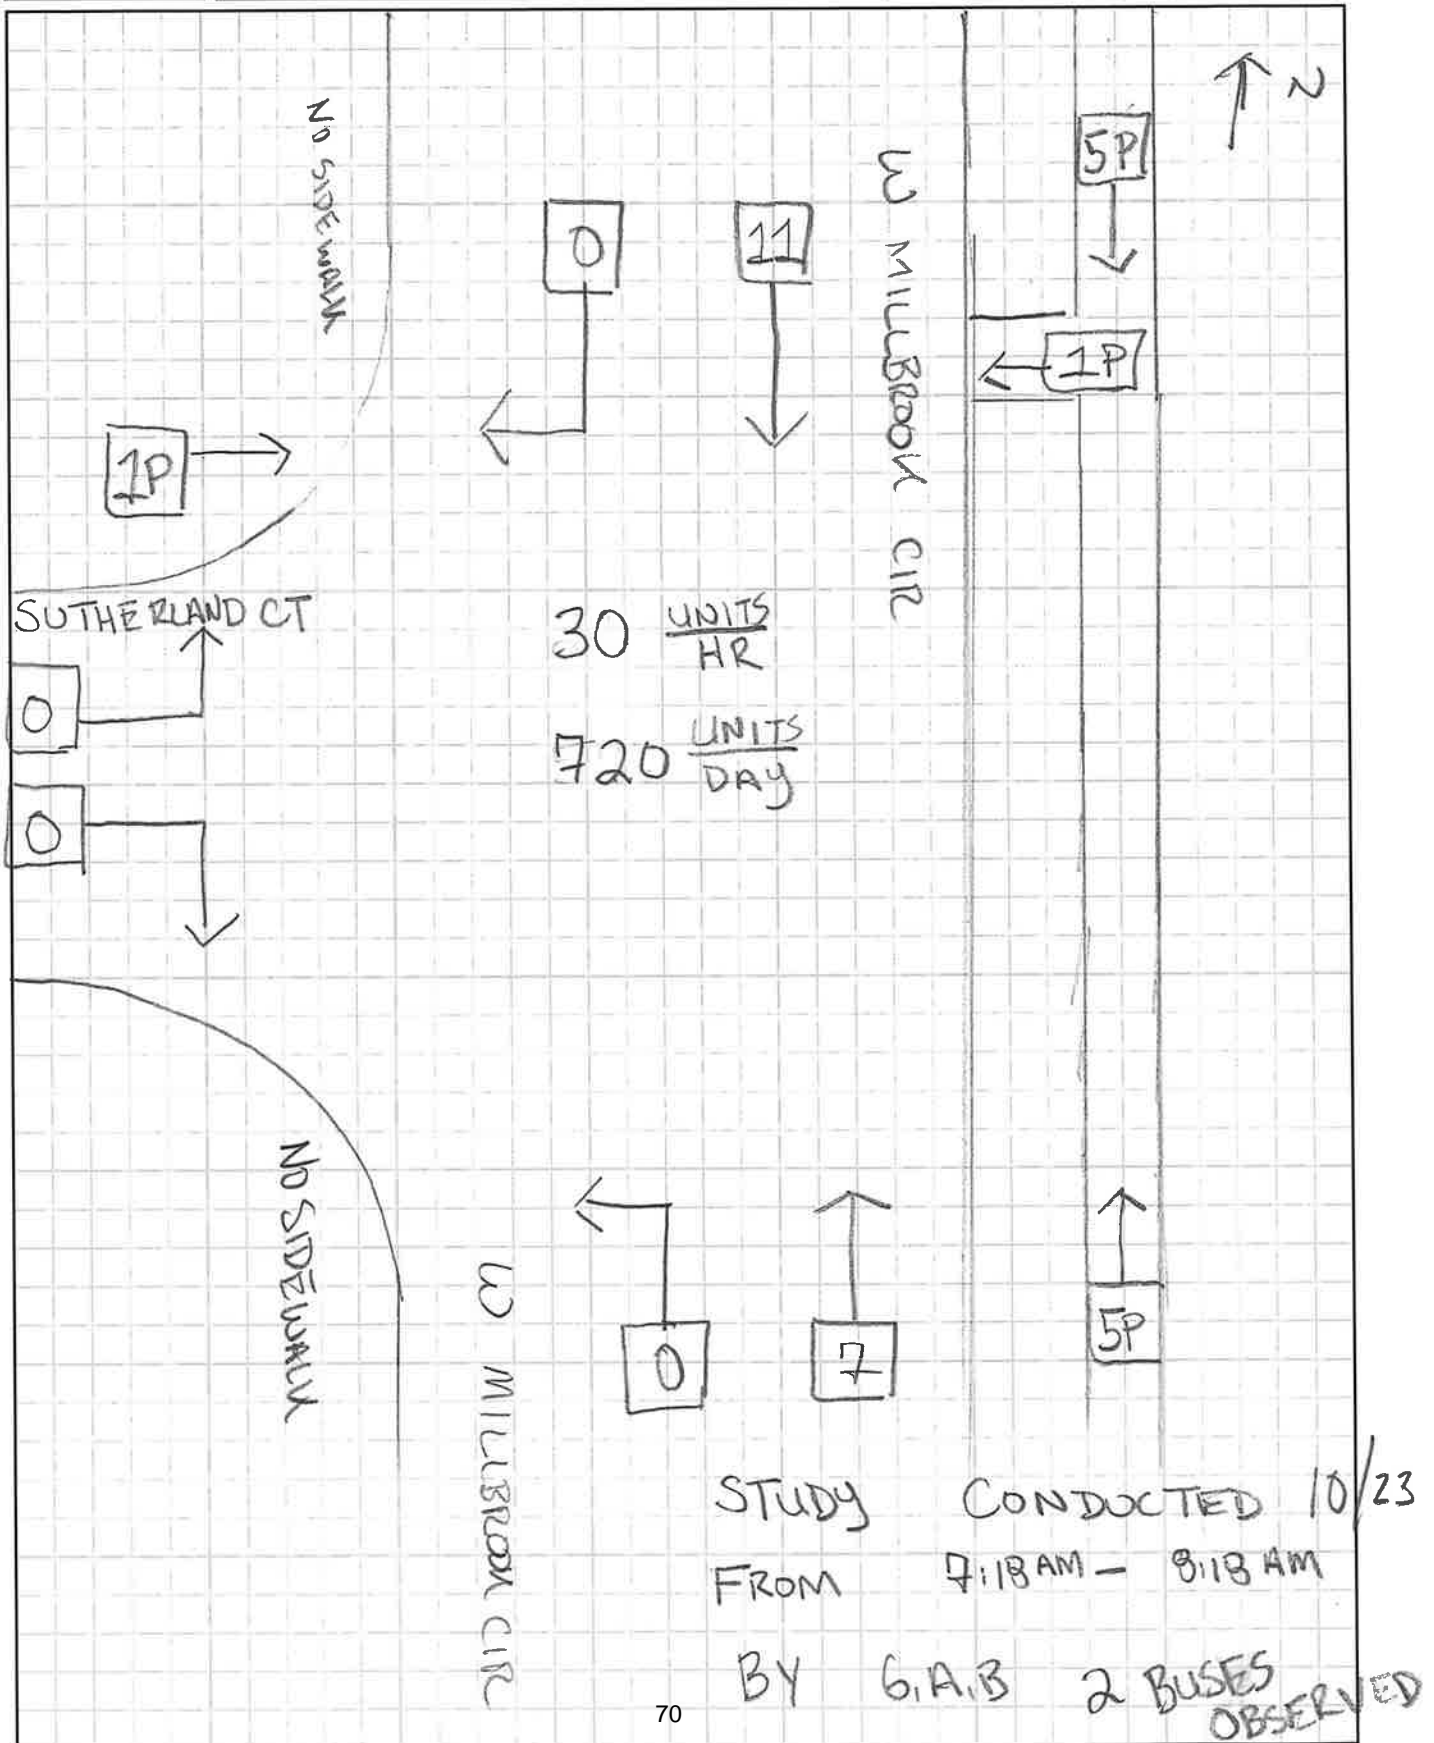 N
5P
NO SIDEWALK
0
11
W MILLBROOK CIR
1P
1P
SUTHERLAND CT
30 UNITS
HR
0
720 UNITS
DAY
0
NO SIDEWALK
W MILLBROOK CIR
0
7
5P
STUDY CONDUCTED 10/23
FROM 7:18 AM - 8:18 AM
BY G.A.B 2 BUSES
OBSERVED
70